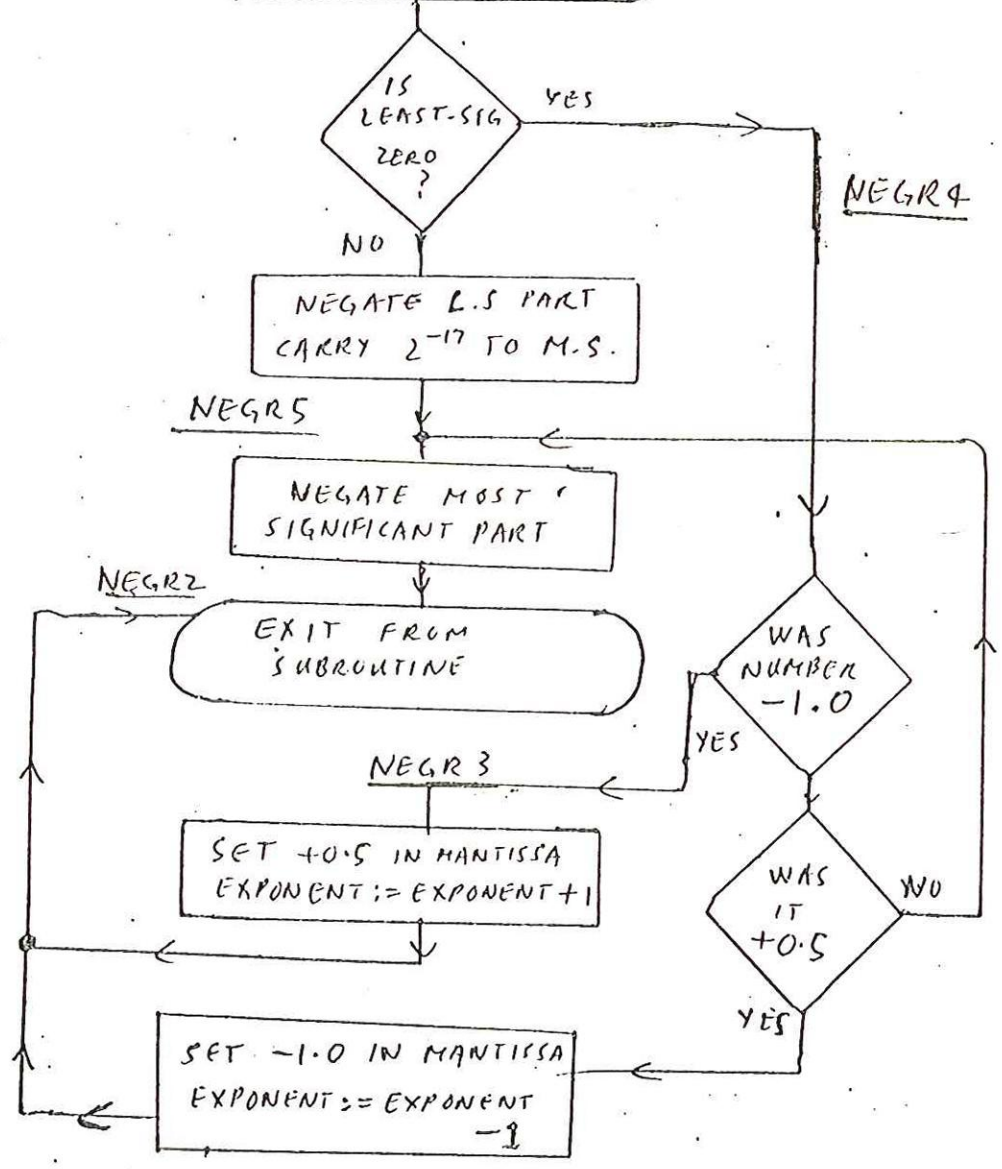 IS
LEAST-SIG
ZERO
?
YES
NEGR4
NO
NEGATE L.S PART
CARRY 2⁻¹⁷ TO M.S.
NEGR5
NEGATE MOST
SIGNIFICANT PART
NEGR2
EXIT FROM
SUBROUTINE
WAS
NUMBER
-1.0
YES
NEGR3
SET +0.5 IN MANTISSA
EXPONENT := EXPONENT +1
WAS
IT
+0.5
NO
YES
SET -1.0 IN MANTISSA
EXPONENT := EXPONENT
-1